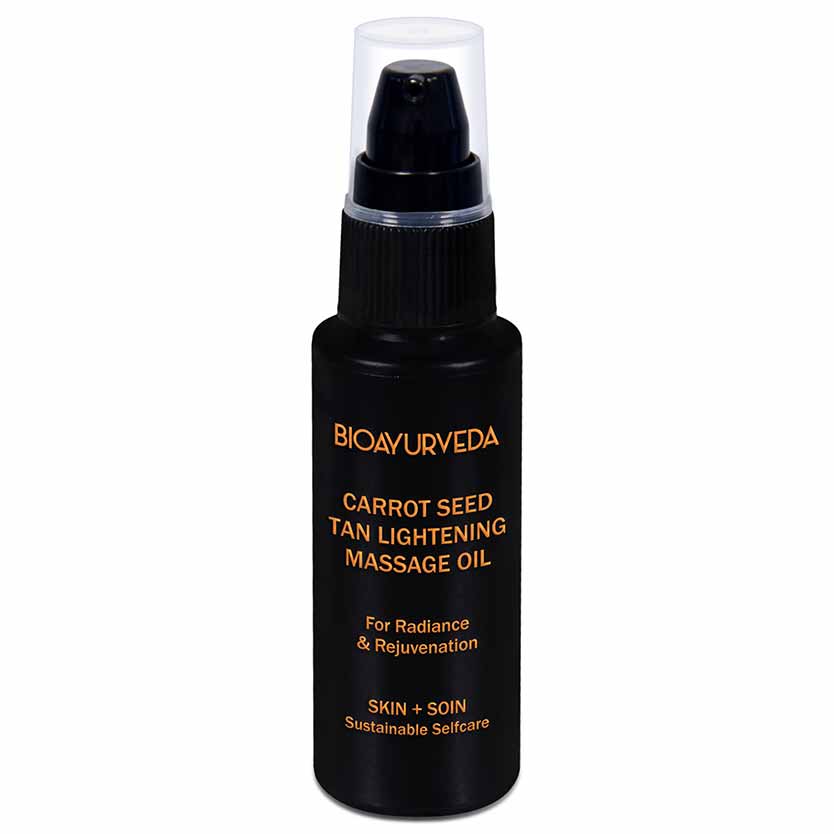 BIOAYURVEDA
CARROT SEED
TAN LIGHTENING
MASSAGE OIL
For Radiance
& Rejuvenation
SKIN + SOIN
Sustainable Selfcare